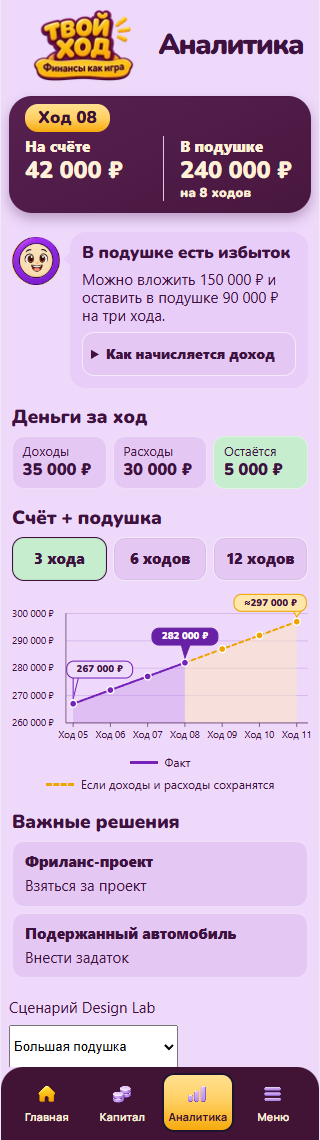 ТВОЙ
ХОД
Финансы как игра
Аналитика
Ход 08
На счёте
42 000 ₽
В подушке
240 000 ₽
на 8 ходов
В подушке есть избыток
Можно вложить 150 000 ₽ и
оставить в подушке 90 000 ₽
на три хода.
▶ Как начисляется доход
Деньги за ход
Доходы
35 000 ₽
Расходы
30 000 ₽
Остаётся
5 000 ₽
Счёт + подушка
3 хода
6 ходов
12 ходов
≈297 000 ₽
282 000 ₽
267 000 ₽
300 000 ₽
290 000 ₽
280 000 ₽
270 000 ₽
260 000 ₽
Ход 05 Ход 06 Ход 07 Ход 08 Ход 09 Ход 10 Ход 11
Факт
Если доходы и расходы сохранятся
Важные решения
Фриланс-проект
Взяться за проект
Подержанный автомобиль
Внести задаток
Сценарий Design Lab
Большая подушка
Главная
Капитал
Аналитика
Меню